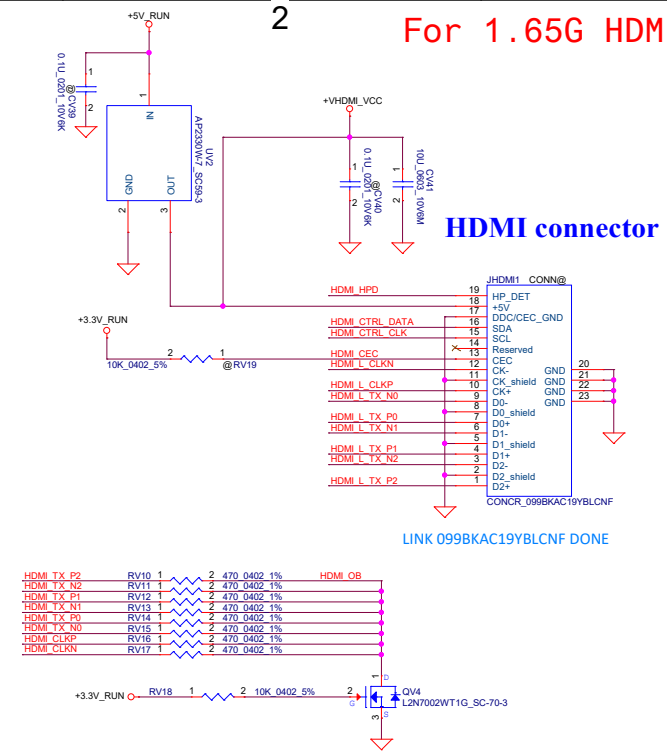 2
For 1.65G HDM
+5V_RUN
0.1U_0201_10V6K
@CV39
1
2
1
IN
UV2
AP2330W-7_SC59-3
GND
OUT
2
3
+VHDMI_VCC
1
2
0.1U_0201_10V6K
@CV40
1
2
10U_0603_10V6M
CV41
HDMI connector
JHDMI1 CONN@
HDMI_HPD 19 HP_DET
18 +5V
17 DDC/CEC_GND
HDMI_CTRL_DATA 16 SDA
HDMI_CTRL_CLK 15 SCL
14 Reserved
HDMI_CEC 13 CEC
HDMI_L_CLKN 12 CK-
11 CK_shield
HDMI_L_CLKP 10 CK+
HDMI_L_TX_N0 9 D0-
8 D0_shield
HDMI_L_TX_P0 7 D0+
HDMI_L_TX_N1 6 D1-
5 D1_shield
HDMI_L_TX_P1 4 D1+
HDMI_L_TX_N2 3 D2-
2 D2_shield
HDMI_L_TX_P2 1 D2+
GND 20
GND 21
GND 22
GND 23
CONCR_099BKAC19YBLCNF
+3.3V_RUN
2 1
10K_0402_5% @RV19
LINK 099BKAC19YBLCNF DONE
HDMI_TX_P2 RV10 1 2 470_0402_1% HDMI_OB
HDMI_TX_N2 RV11 1 2 470_0402_1%
HDMI_TX_P1 RV12 1 2 470_0402_1%
HDMI_TX_N1 RV13 1 2 470_0402_1%
HDMI_TX_P0 RV14 1 2 470_0402_1%
HDMI_TX_N0 RV15 1 2 470_0402_1%
HDMI_CLKP RV16 1 2 470_0402_1%
HDMI_CLKN RV17 1 2 470_0402_1%
1 D
+3.3V_RUN RV18 1 2 10K_0402_5% 2
G
QV4
L2N7002WT1G_SC-70-3
3 S